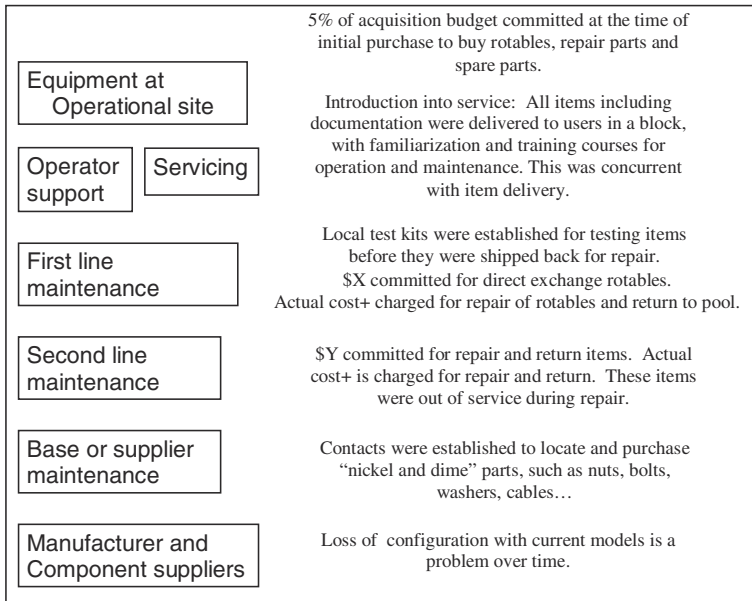 5% of acquisition budget committed at the time of
initial purchase to buy rotables, repair parts and
spare parts.
Equipment at
Operational site
Introduction into service: All items including
documentation were delivered to users in a block,
with familiarization and training courses for
operation and maintenance. This was concurrent
with item delivery.
Operator
support
Servicing
Local test kits were established for testing items
before they were shipped back for repair.
$X committed for direct exchange rotables.
Actual cost+ charged for repair of rotables and return to pool.
First line
maintenance
Second line
maintenance
$Y committed for repair and return items. Actual
cost+ is charged for repair and return. These items
were out of service during repair.
Base or supplier
maintenance
Contacts were established to locate and purchase
“nickel and dime” parts, such as nuts, bolts,
washers, cables…
Manufacturer and
Component suppliers
Loss of configuration with current models is a
problem over time.